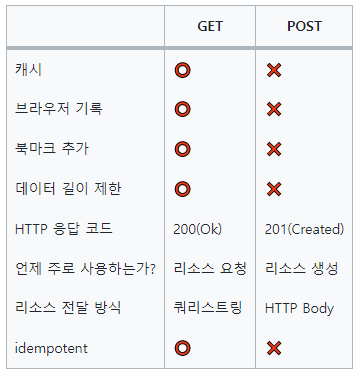 GET POST
캐시 ⭕ ❌
브라우저 기록 ⭕ ❌
북마크 추가 ⭕ ❌
데이터 길이 제한 ⭕ ❌
HTTP 응답 코드 200(Ok) 201(Created)
언제 주로 사용하는가? 리소스 요청 리소스 생성
리소스 전달 방식 쿼리스트링 HTTP Body
idempotent ⭕ ❌